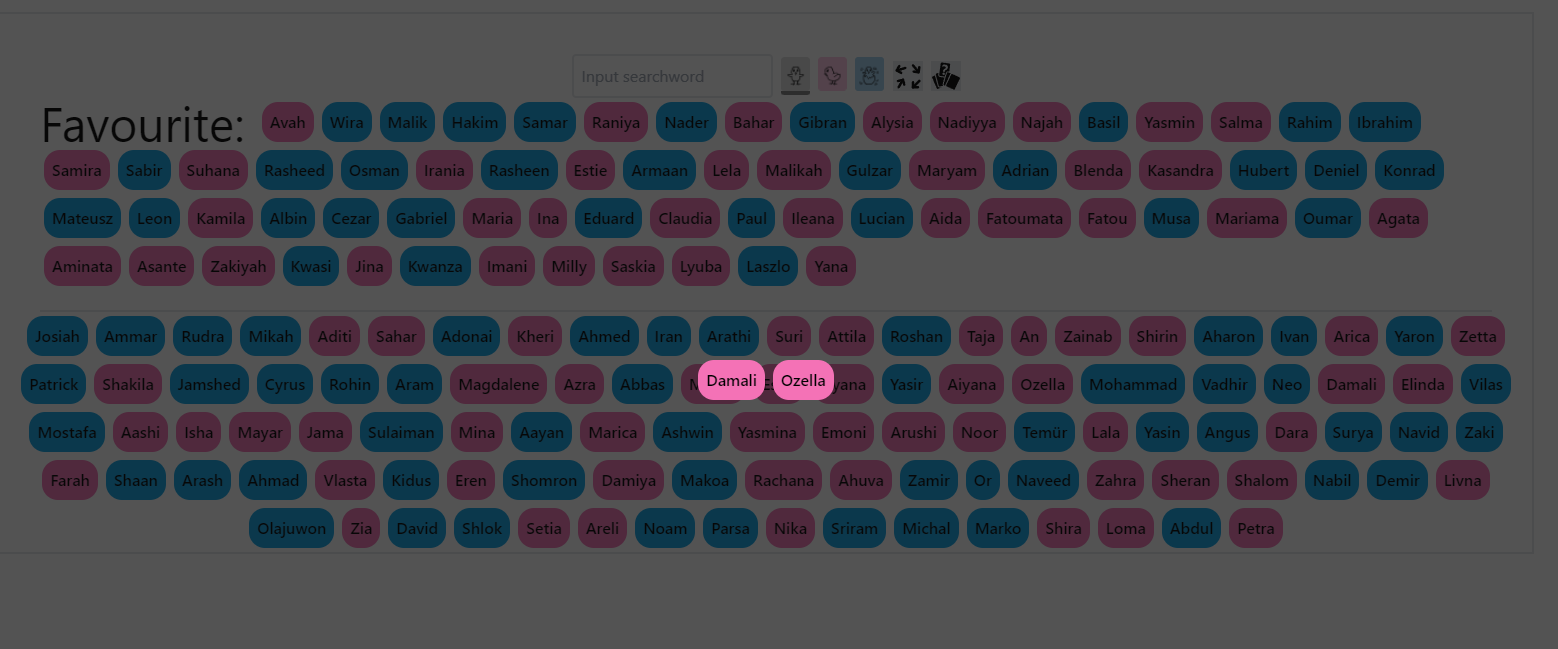 Input searchword
Favourite: Avah Wira Malik Hakim Samar Raniya Nader Bahar Gibran Alysia Nadiyya Najah Basil Yasmin Salma Rahim Ibrahim
Samira Sabir Suhana Rasheed Osman Irania Rasheen Estie Armaan Lela Malikah Gulzar Maryam Adrian Blenda Kasandra Hubert Deniel Konrad
Mateusz Leon Kamila Albin Cezar Gabriel Maria Ina Eduard Claudia Paul Ileana Lucian Aida Fatoumata Fatou Musa Mariama Oumar Agata
Aminata Asante Zakiyah Kwasi Jina Kwanza Imani Milly Saskia Lyuba Laszlo Yana
Josiah Ammar Rudra Mikah Aditi Sahar Adonai Kheri Ahmed Iran Arathi Suri Attila Roshan Taja An Zainab Shirin Aharon Ivan Arica Yaron Zetta
Patrick Shakila Jamshed Cyrus Rohin Aram Magdalene Azra Abbas Damali Ozella Yasir Aiyana Ozella Mohammad Vadhir Neo Damali Elinda Vilas
Mostafa Aashi Isha Mayar Jama Sulaiman Mina Aayan Marica Ashwin Yasmina Emoni Arushi Noor Temür Lala Yasin Angus Dara Surya Navid Zaki
Farah Shaan Arash Ahmad Vlasta Kidus Eren Shomron Damiya Makoa Rachana Ahuva Zamir Or Naveed Zahra Sheran Shalom Nabil Demir Livna
Olajuwon Zia David Shlok Setia Areli Noam Parsa Nika Sriram Michal Marko Shira Loma Abdul Petra